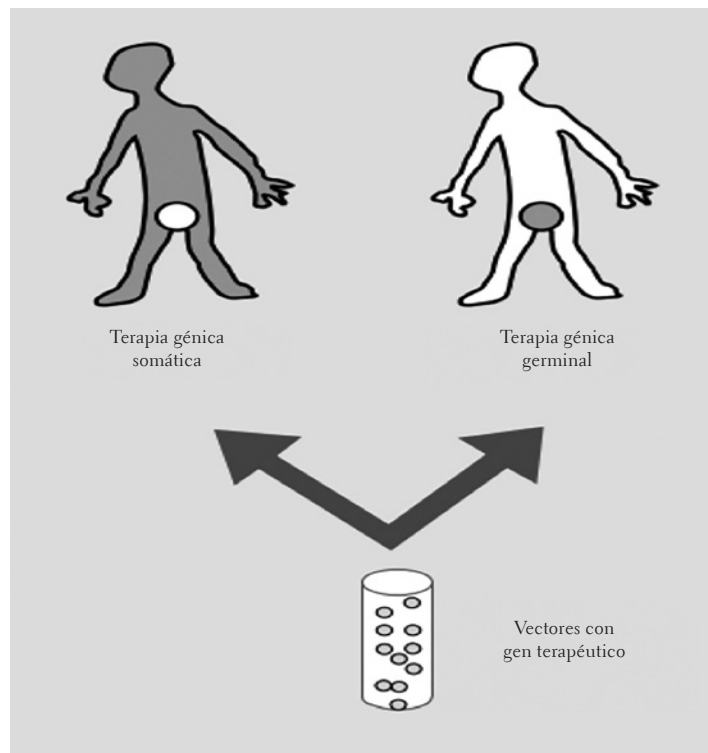 Terapia génica
somática
Terapia génica
germinal
Vectores con
gen terapéutico